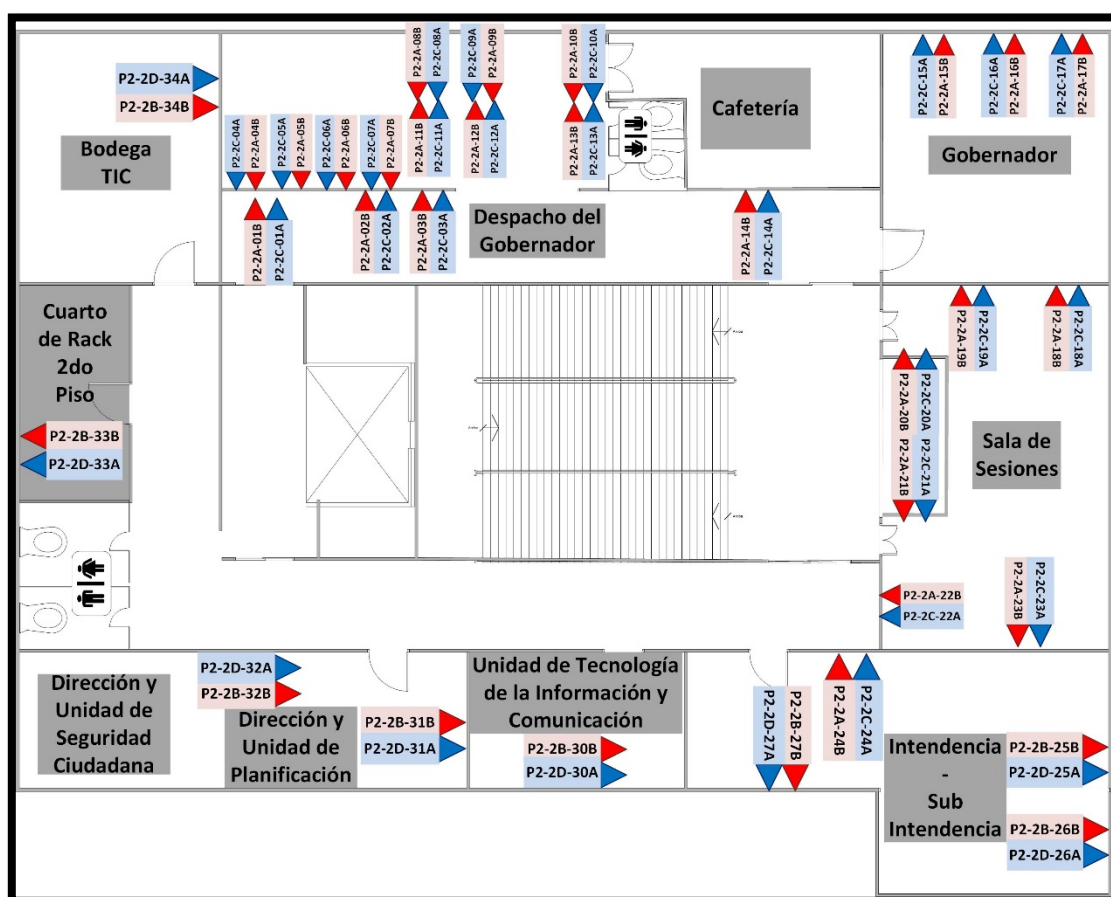 P2-2D-34A
P2-2B-34B
Bodega
TIC
P2-2C-04A
P2-2A-04B
P2-2C-05A
P2-2A-05B
P2-2C-06A
P2-2A-06B
P2-2C-07A
P2-2A-07B
P2-2A-08B
P2-2C-08A
P2-2A-11B
P2-2C-11A
P2-2C-09A
P2-2A-09B
P2-2A-12B
P2-2C-12A
P2-2A-10B
P2-2C-10A
P2-2A-13B
P2-2C-13A
Cafetería
P2-2C-15A
P2-2A-15B
P2-2C-16A
P2-2A-16B
P2-2C-17A
P2-2A-17B
Gobernador
P2-2A-01B
P2-2C-01A
P2-2A-02B
P2-2C-02A
P2-2A-03B
P2-2C-03A
Despacho del
Gobernador
P2-2A-14B
P2-2C-14A
Cuarto
de Rack
2do
Piso
P2-2B-33B
P2-2D-33A
P2-2A-19B
P2-2C-19A
P2-2A-18B
P2-2C-18A
P2-2A-20B
P2-2C-20A
P2-2A-21B
P2-2C-21A
Sala de
Sesiones
P2-2A-22B
P2-2C-22A
P2-2A-23B
P2-2C-23A
Dirección y
Unidad de
Seguridad
Ciudadana
P2-2D-32A
P2-2B-32B
Dirección y
Unidad de
Planificación
P2-2B-31B
P2-2D-31A
Unidad de Tecnología
de la Información y
Comunicación
P2-2B-30B
P2-2D-30A
P2-2D-27A
P2-2B-27B
P2-2A-24B
P2-2C-24A
Intendencia
-
Sub
Intendencia
P2-2B-25B
P2-2D-25A
P2-2B-26B
P2-2D-26A